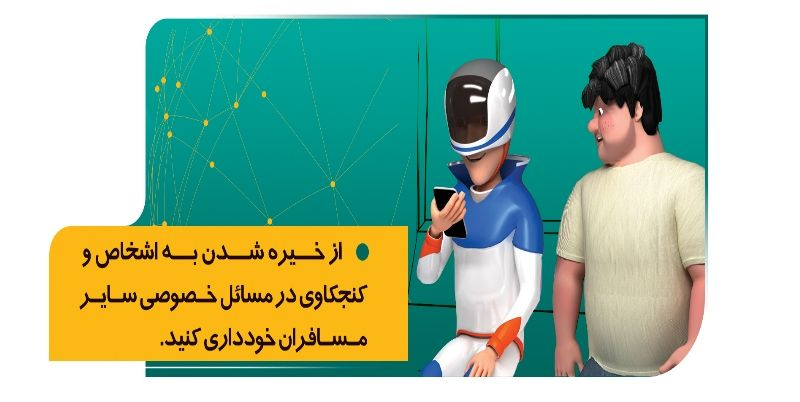 ● از خیره شدن به اشخاص و
کنجکاوی در مسائل خصوصی سایر
مسافران خودداری کنید.